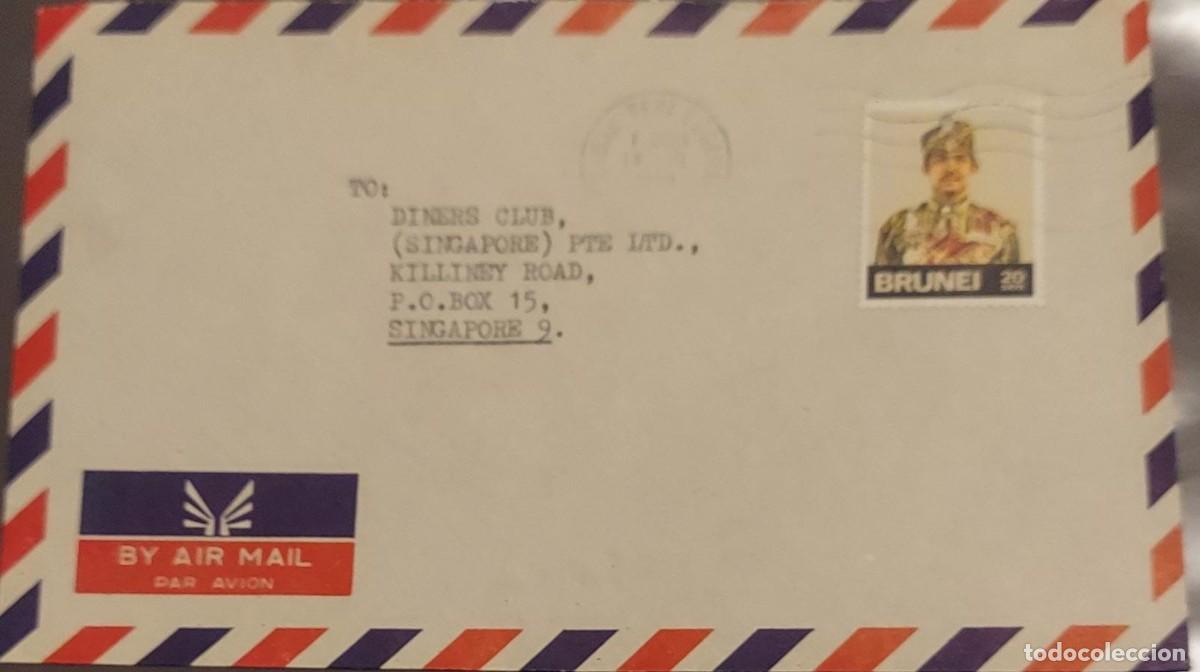 TO:
DINERS CLUB,
(SINGAPORE) PTE LTD.,
KILLINEY ROAD,
P.O.BOX 15,
SINGAPORE 9.
BRUNEI 20
BY AIR MAIL
PAR AVION
todocoleccion